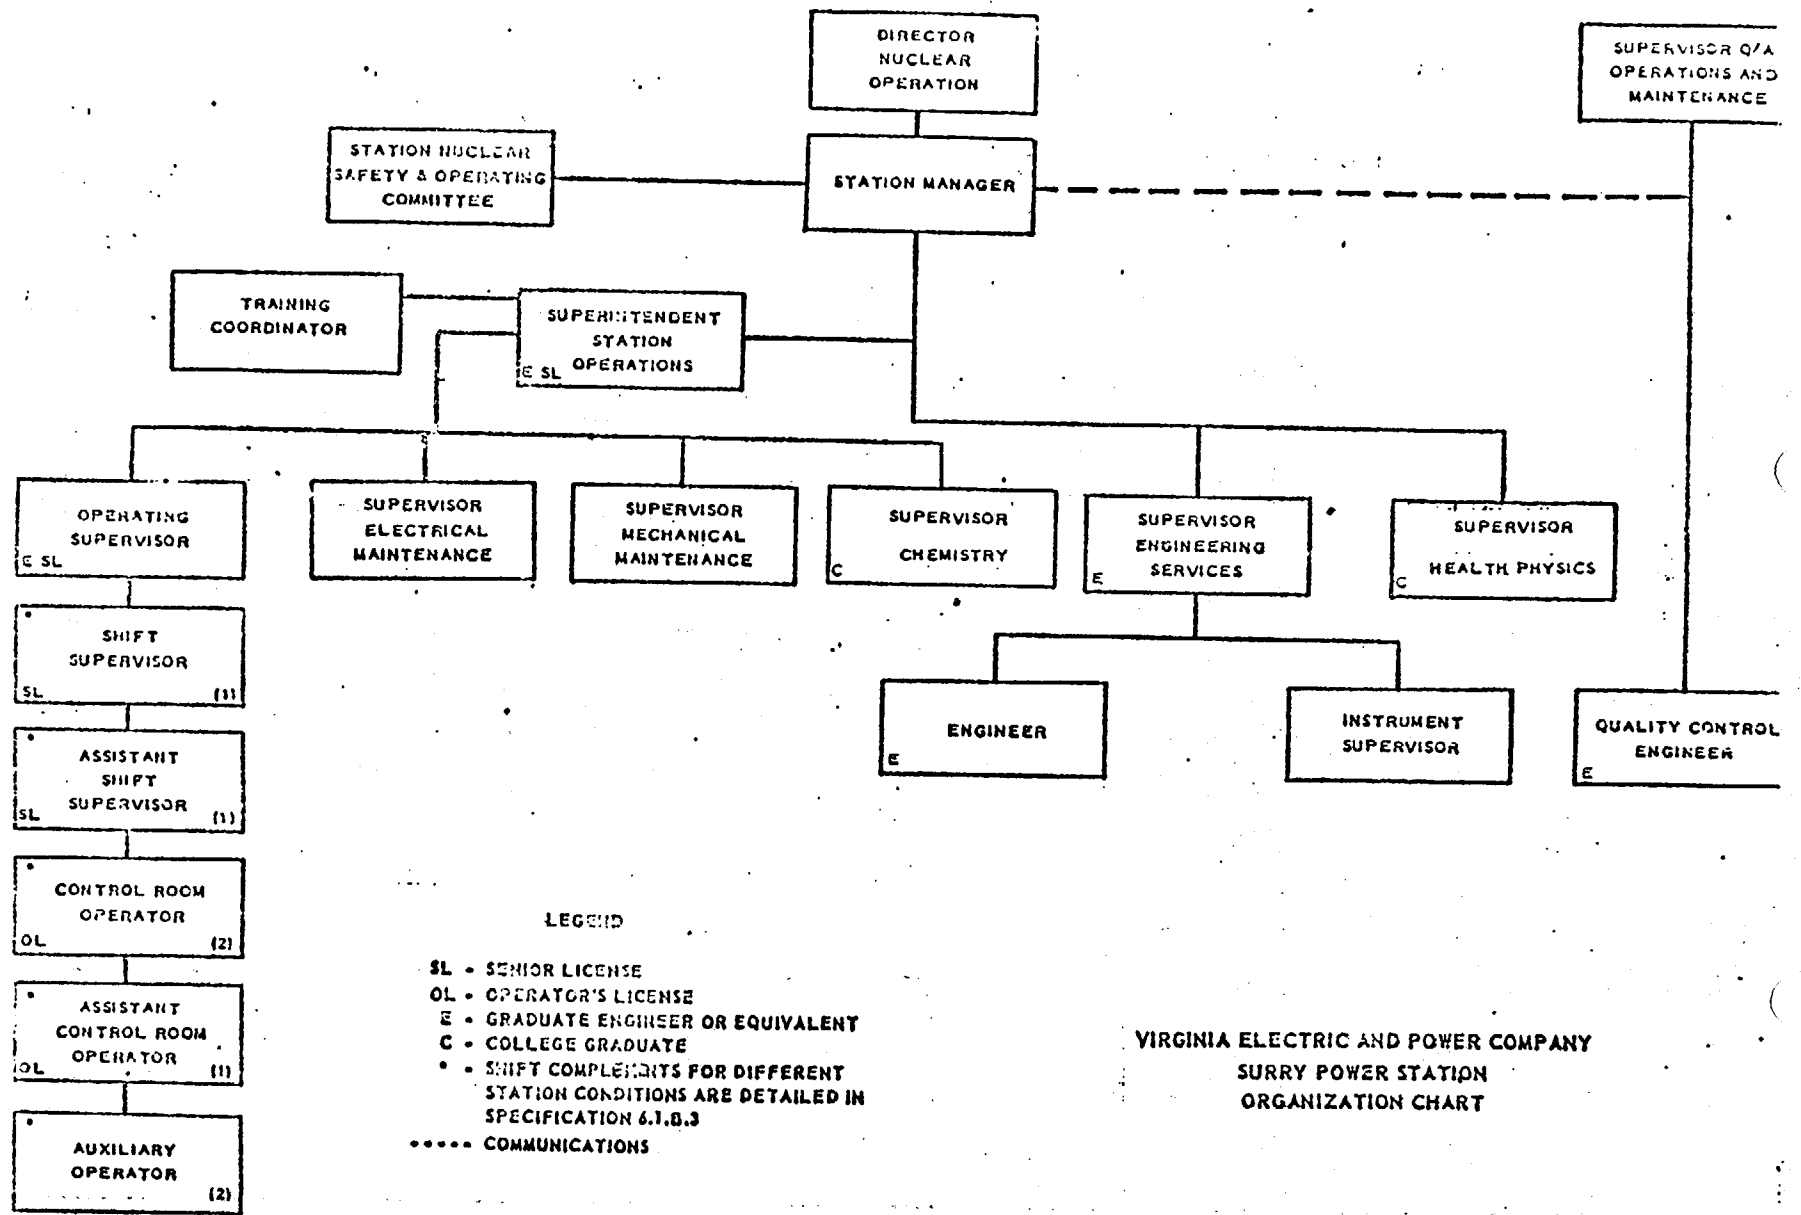 DIRECTOR
NUCLEAR
OPERATION
SUPERVISOR Q/A
OPERATIONS AND
MAINTENANCE
STATION NUCLEAR
SAFETY & OPERATING
COMMITTEE
STATION MANAGER
TRAINING
COORDINATOR
SUPERINTENDENT
STATION
OPERATIONS
E SL
OPERATING
SUPERVISOR
E SL
SUPERVISOR
ELECTRICAL
MAINTENANCE
SUPERVISOR
MECHANICAL
MAINTENANCE
SUPERVISOR
CHEMISTRY
C
SUPERVISOR
ENGINEERING
SERVICES
E
SUPERVISOR
HEALTH PHYSICS
C
•
SHIFT
SUPERVISOR
SL (1)
ENGINEER
E
INSTRUMENT
SUPERVISOR
QUALITY CONTROL
ENGINEER
E
•
ASSISTANT
SHIFT
SUPERVISOR
SL (1)
•
CONTROL ROOM
OPERATOR
OL (2)
•
ASSISTANT
CONTROL ROOM
OPERATOR
OL (1)
•
AUXILIARY
OPERATOR
(2)
LEGEND
SL - SENIOR LICENSE
OL - OPERATOR'S LICENSE
E - GRADUATE ENGINEER OR EQUIVALENT
C - COLLEGE GRADUATE
• - SHIFT COMPLEMENTS FOR DIFFERENT
STATION CONDITIONS ARE DETAILED IN
SPECIFICATION 6.1.B.3
----- COMMUNICATIONS
VIRGINIA ELECTRIC AND POWER COMPANY
SURRY POWER STATION
ORGANIZATION CHART